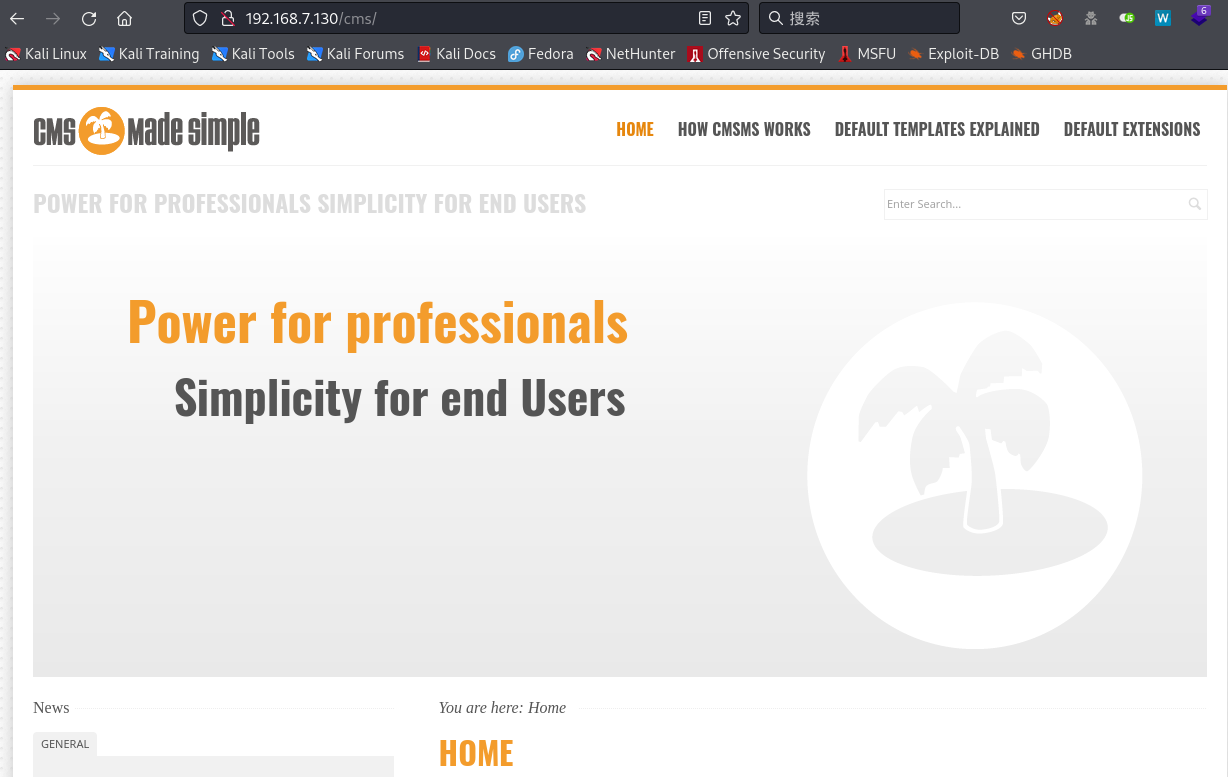 192.168.7.130/cms/
搜索
JS
W
6
Kali Linux Kali Training Kali Tools Kali Forums Kali Docs Fedora NetHunter Offensive Security MSFU Exploit-DB GHDB
CMS made simple
HOME HOW CMSMS WORKS DEFAULT TEMPLATES EXPLAINED DEFAULT EXTENSIONS
POWER FOR PROFESSIONALS SIMPLICITY FOR END USERS
Enter Search...
Power for professionals
Simplicity for end Users
News
You are here: Home
GENERAL
HOME